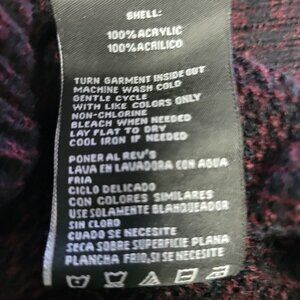 SHELL:
100% ACRYLIC
100% ACRILICO
TURN GARMENT INSIDE OUT
MACHINE WASH COLD
GENTLE CYCLE
WITH LIKE COLORS ONLY
NON-CHLORINE
BLEACH WHEN NEEDED
LAY FLAT TO DRY
COOL IRON IF NEEDED
PONER AL REV'S
LAVA EN LAVADORA CON AGUA
FRIA
CICLO DELICADO
CON COLORES SIMILARES
USE SOLAMENTE BLANQUEADOR
SIN CLORO
CUADO SE NECESITE
SECA SOBRE SUPERFICIE PLANA
PLANCHA FRIO,SI SE NECESITE